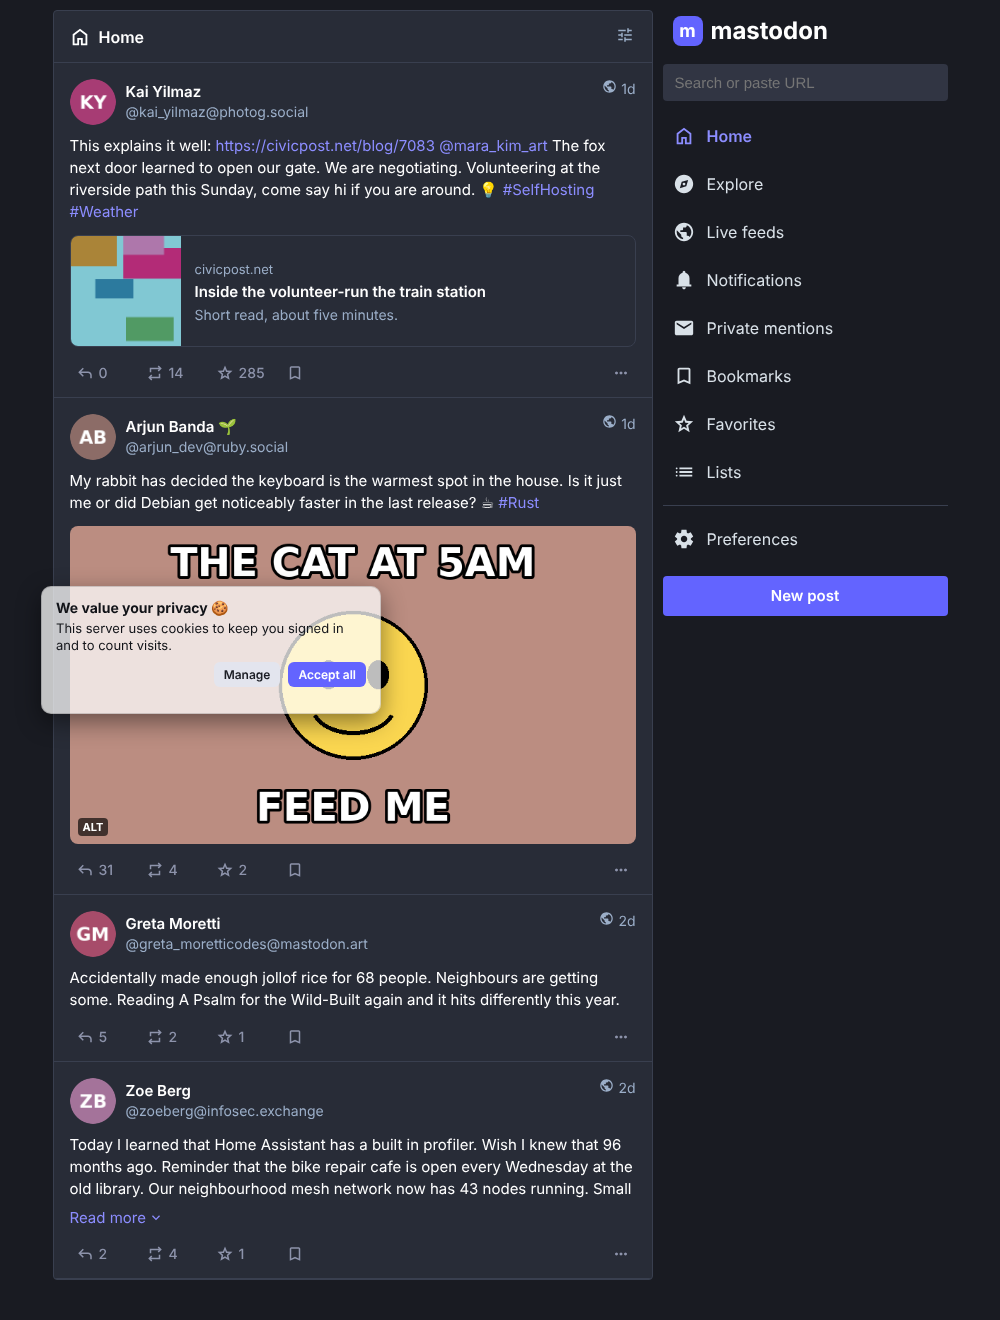 Home
KY
Kai Yilmaz
1d
@kai_yilmaz@photog.social
This explains it well: https://civicpost.net/blog/7083 @mara_kim_art The fox
next door learned to open our gate. We are negotiating. Volunteering at the
riverside path this Sunday, come say hi if you are around. 💡 #SelfHosting
#Weather
civicpost.net
Inside the volunteer-run the train station
Short read, about five minutes.
0 14 285
AB
Arjun Banda 🌱
1d
@arjun_dev@ruby.social
My rabbit has decided the keyboard is the warmest spot in the house. Is it just
me or did Debian get noticeably faster in the last release? ☕ #Rust
THE CAT AT 5AM
We value your privacy 🍪
This server uses cookies to keep you signed in
and to count visits.
Manage Accept all
FEED ME
ALT
31 4 2
GM
Greta Moretti
2d
@greta_moretticodes@mastodon.art
Accidentally made enough jollof rice for 68 people. Neighbours are getting
some. Reading A Psalm for the Wild-Built again and it hits differently this year.
5 2 1
ZB
Zoe Berg
2d
@zoeberg@infosec.exchange
Today I learned that Home Assistant has a built in profiler. Wish I knew that 96
months ago. Reminder that the bike repair cafe is open every Wednesday at the
old library. Our neighbourhood mesh network now has 43 nodes running. Small
Read more
2 4 1
m mastodon
Search or paste URL
Home
Explore
Live feeds
Notifications
Private mentions
Bookmarks
Favorites
Lists
Preferences
New post